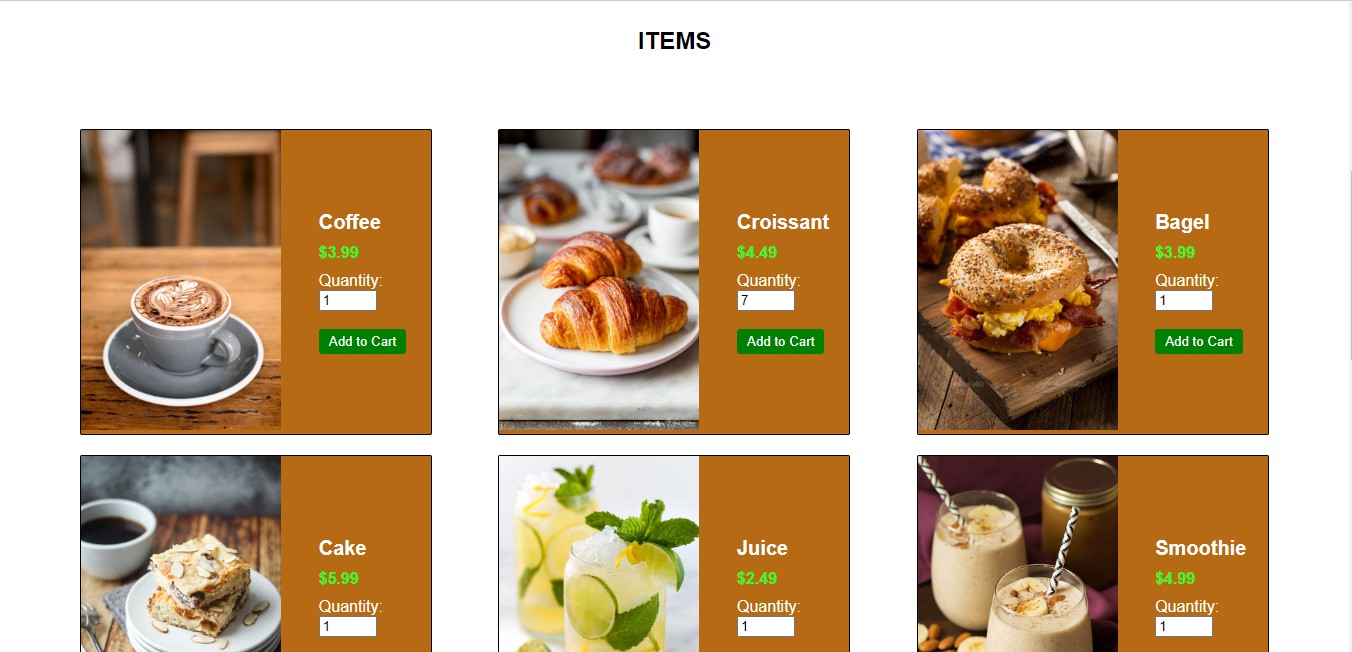 ITEMS
Coffee
$3.99
Quantity:
1
Add to Cart
Croissant
$4.49
Quantity:
7
Add to Cart
Bagel
$3.99
Quantity:
1
Add to Cart
Cake
$5.99
Quantity:
1
Juice
$2.49
Quantity:
1
Smoothie
$4.99
Quantity:
1